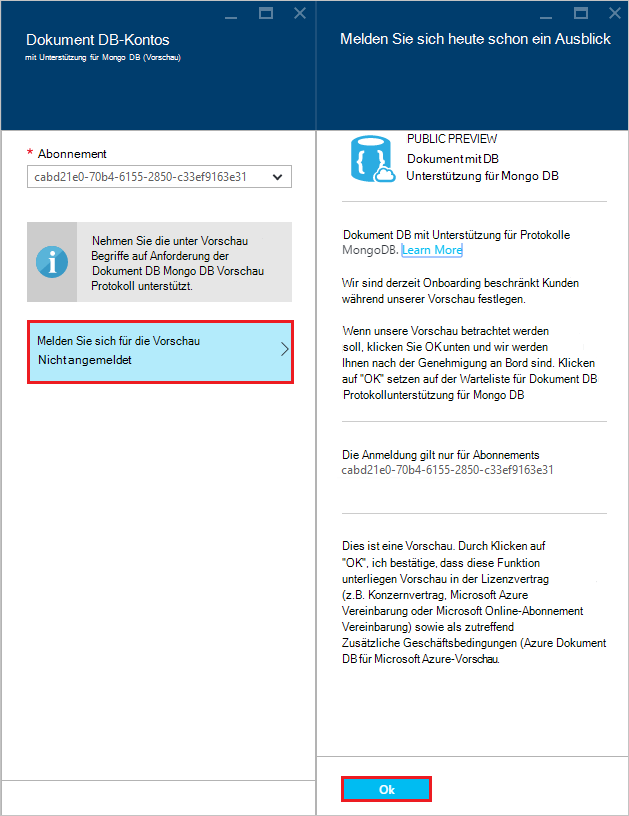 Dokument DB-Kontos
mit Unterstützung für Mongo DB (Vorschau)
* Abonnement
cabd21e0-70b4-6155-2850-c33ef9163e31
Nehmen Sie die unter Vorschau
Begriffe auf Anforderung der
Dokument DB Mongo DB Vorschau
Protokoll unterstützt.
Melden Sie sich für die Vorschau
Nicht angemeldet
Melden Sie sich heute schon ein Ausblick
PUBLIC PREVIEW
Dokument mit DB
Unterstützung für Mongo DB
Dokument DB mit Unterstützung für Protokolle
MongoDB. Learn More
Wir sind derzeit Onboarding beschränkt Kunden
während unserer Vorschau festlegen.
Wenn unsere Vorschau betrachtet werden
soll, klicken Sie OK unten und wir werden
Ihnen nach der Genehmigung an Bord sind. Klicken
auf "OK" setzen auf der Warteliste für Dokument DB
Protokollunterstützung für Mongo DB
Die Anmeldung gilt nur für Abonnements
cabd21e0-70b4-6155-2850-c33ef9163e31
Dies ist eine Vorschau. Durch Klicken auf
"OK", ich bestätige, dass diese Funktion
unterliegen Vorschau in der Lizenzvertrag
(z.B. Konzernvertrag, Microsoft Azure
Vereinbarung oder Microsoft Online-Abonnement
Vereinbarung) sowie als zutreffend
Zusätzliche Geschäftsbedingungen (Azure Dokument
DB für Microsoft Azure-Vorschau.
Ok